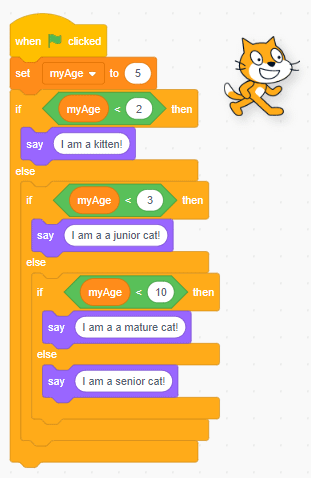 when clicked
set myAge to 5
if myAge < 2 then
say I am a kitten!
else
if myAge < 3 then
say I am a a junior cat!
else
if myAge < 10 then
say I am a a mature cat!
else
say I am a senior cat!